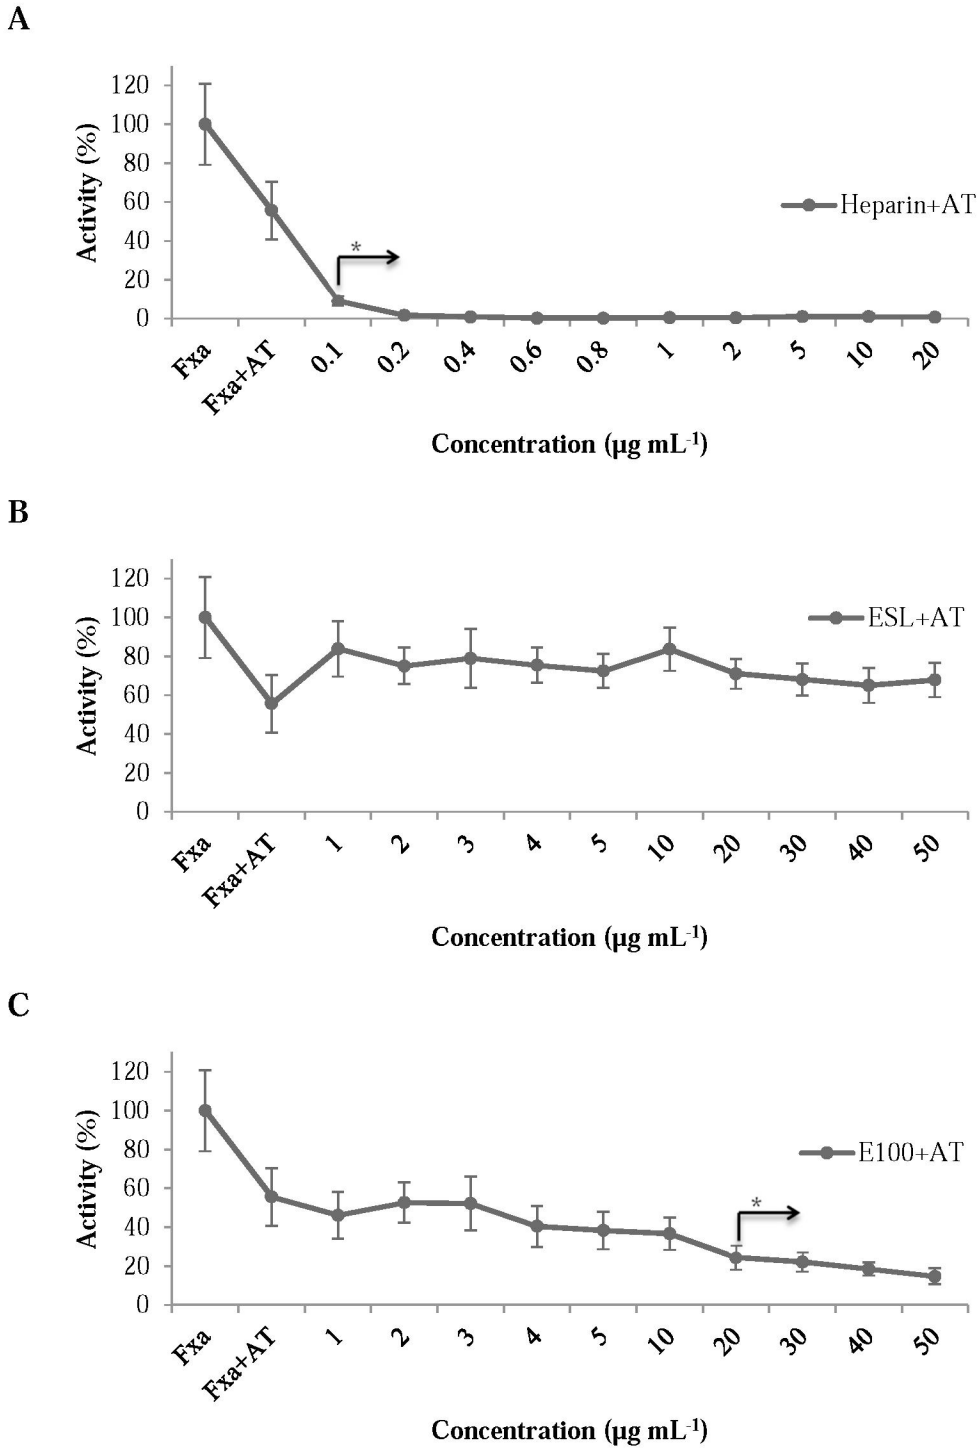 A
120
100
80
60
40
20
0
Activity (%)
*
Heparin+AT
Fxa Fxa+AT 0.1 0.2 0.4 0.6 0.8 1 2 5 10 20
Concentration (µg mL-1)
B
120
100
80
60
40
20
0
Activity (%)
ESL+AT
Fxa Fxa+AT 1 2 3 4 5 10 20 30 40 50
Concentration (µg mL-1)
C
120
100
80
60
40
20
0
Activity (%)
*
E100+AT
Fxa Fxa+AT 1 2 3 4 5 10 20 30 40 50
Concentration (µg mL-1)